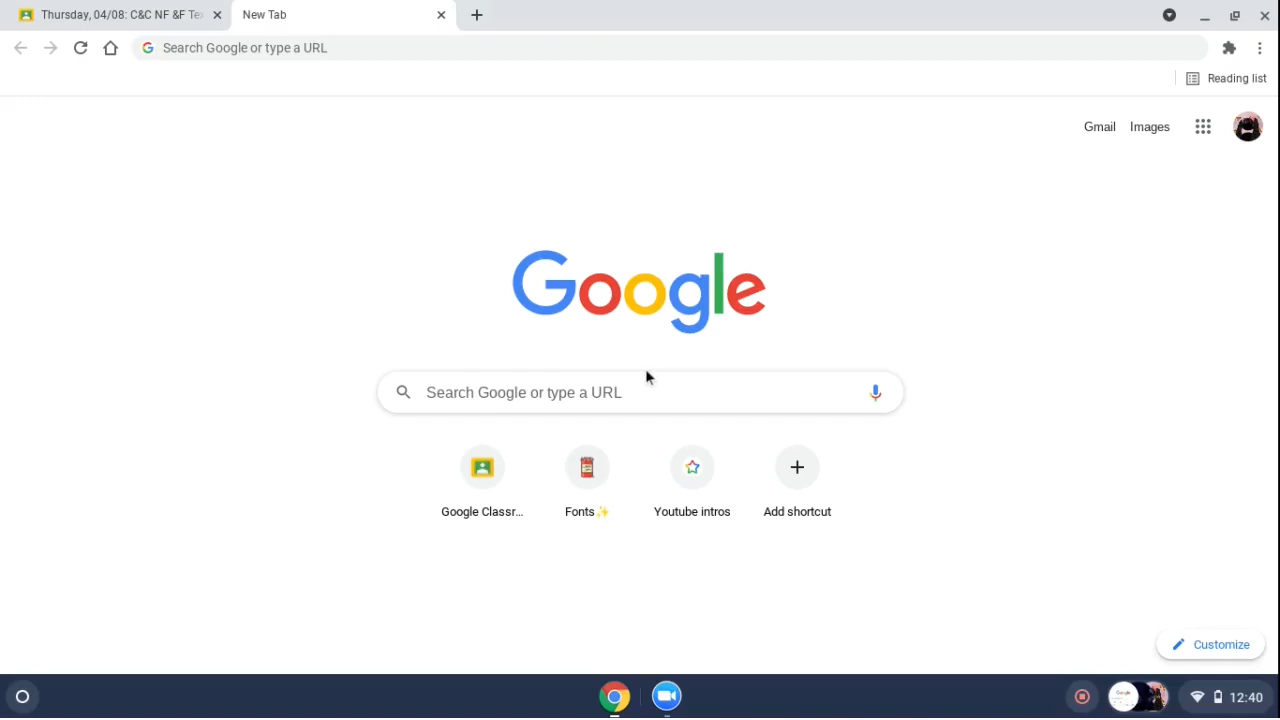 Thursday, 04/08: C&C NF &F Te
New Tab
Search Google or type a URL
Reading list
Gmail Images
Google
Search Google or type a URL
Google Classr... Fonts✨ Youtube intros Add shortcut
Customize
12:40